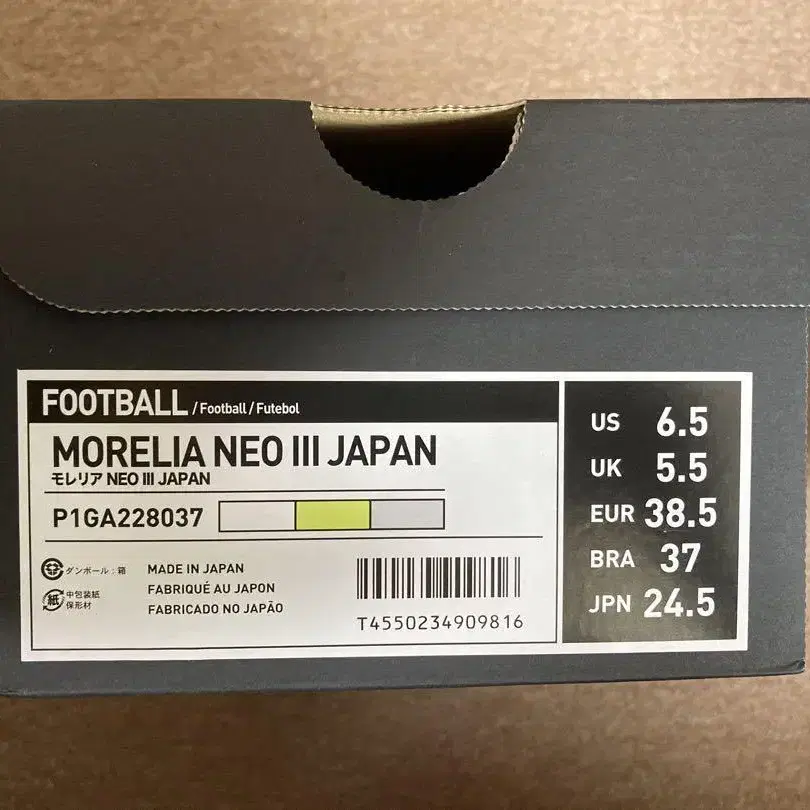 FOOTBALL / Football / Futebol
MORELIA NEO III JAPAN
モレリア NEO III JAPAN
P1GA228037
ダンボール：箱
紙
中包装紙
保形材
MADE IN JAPAN
FABRIQUÉ AU JAPON
FABRICADO NO JAPÃO
T4550234909816
US 6.5
UK 5.5
EUR 38.5
BRA 37
JPN 24.5